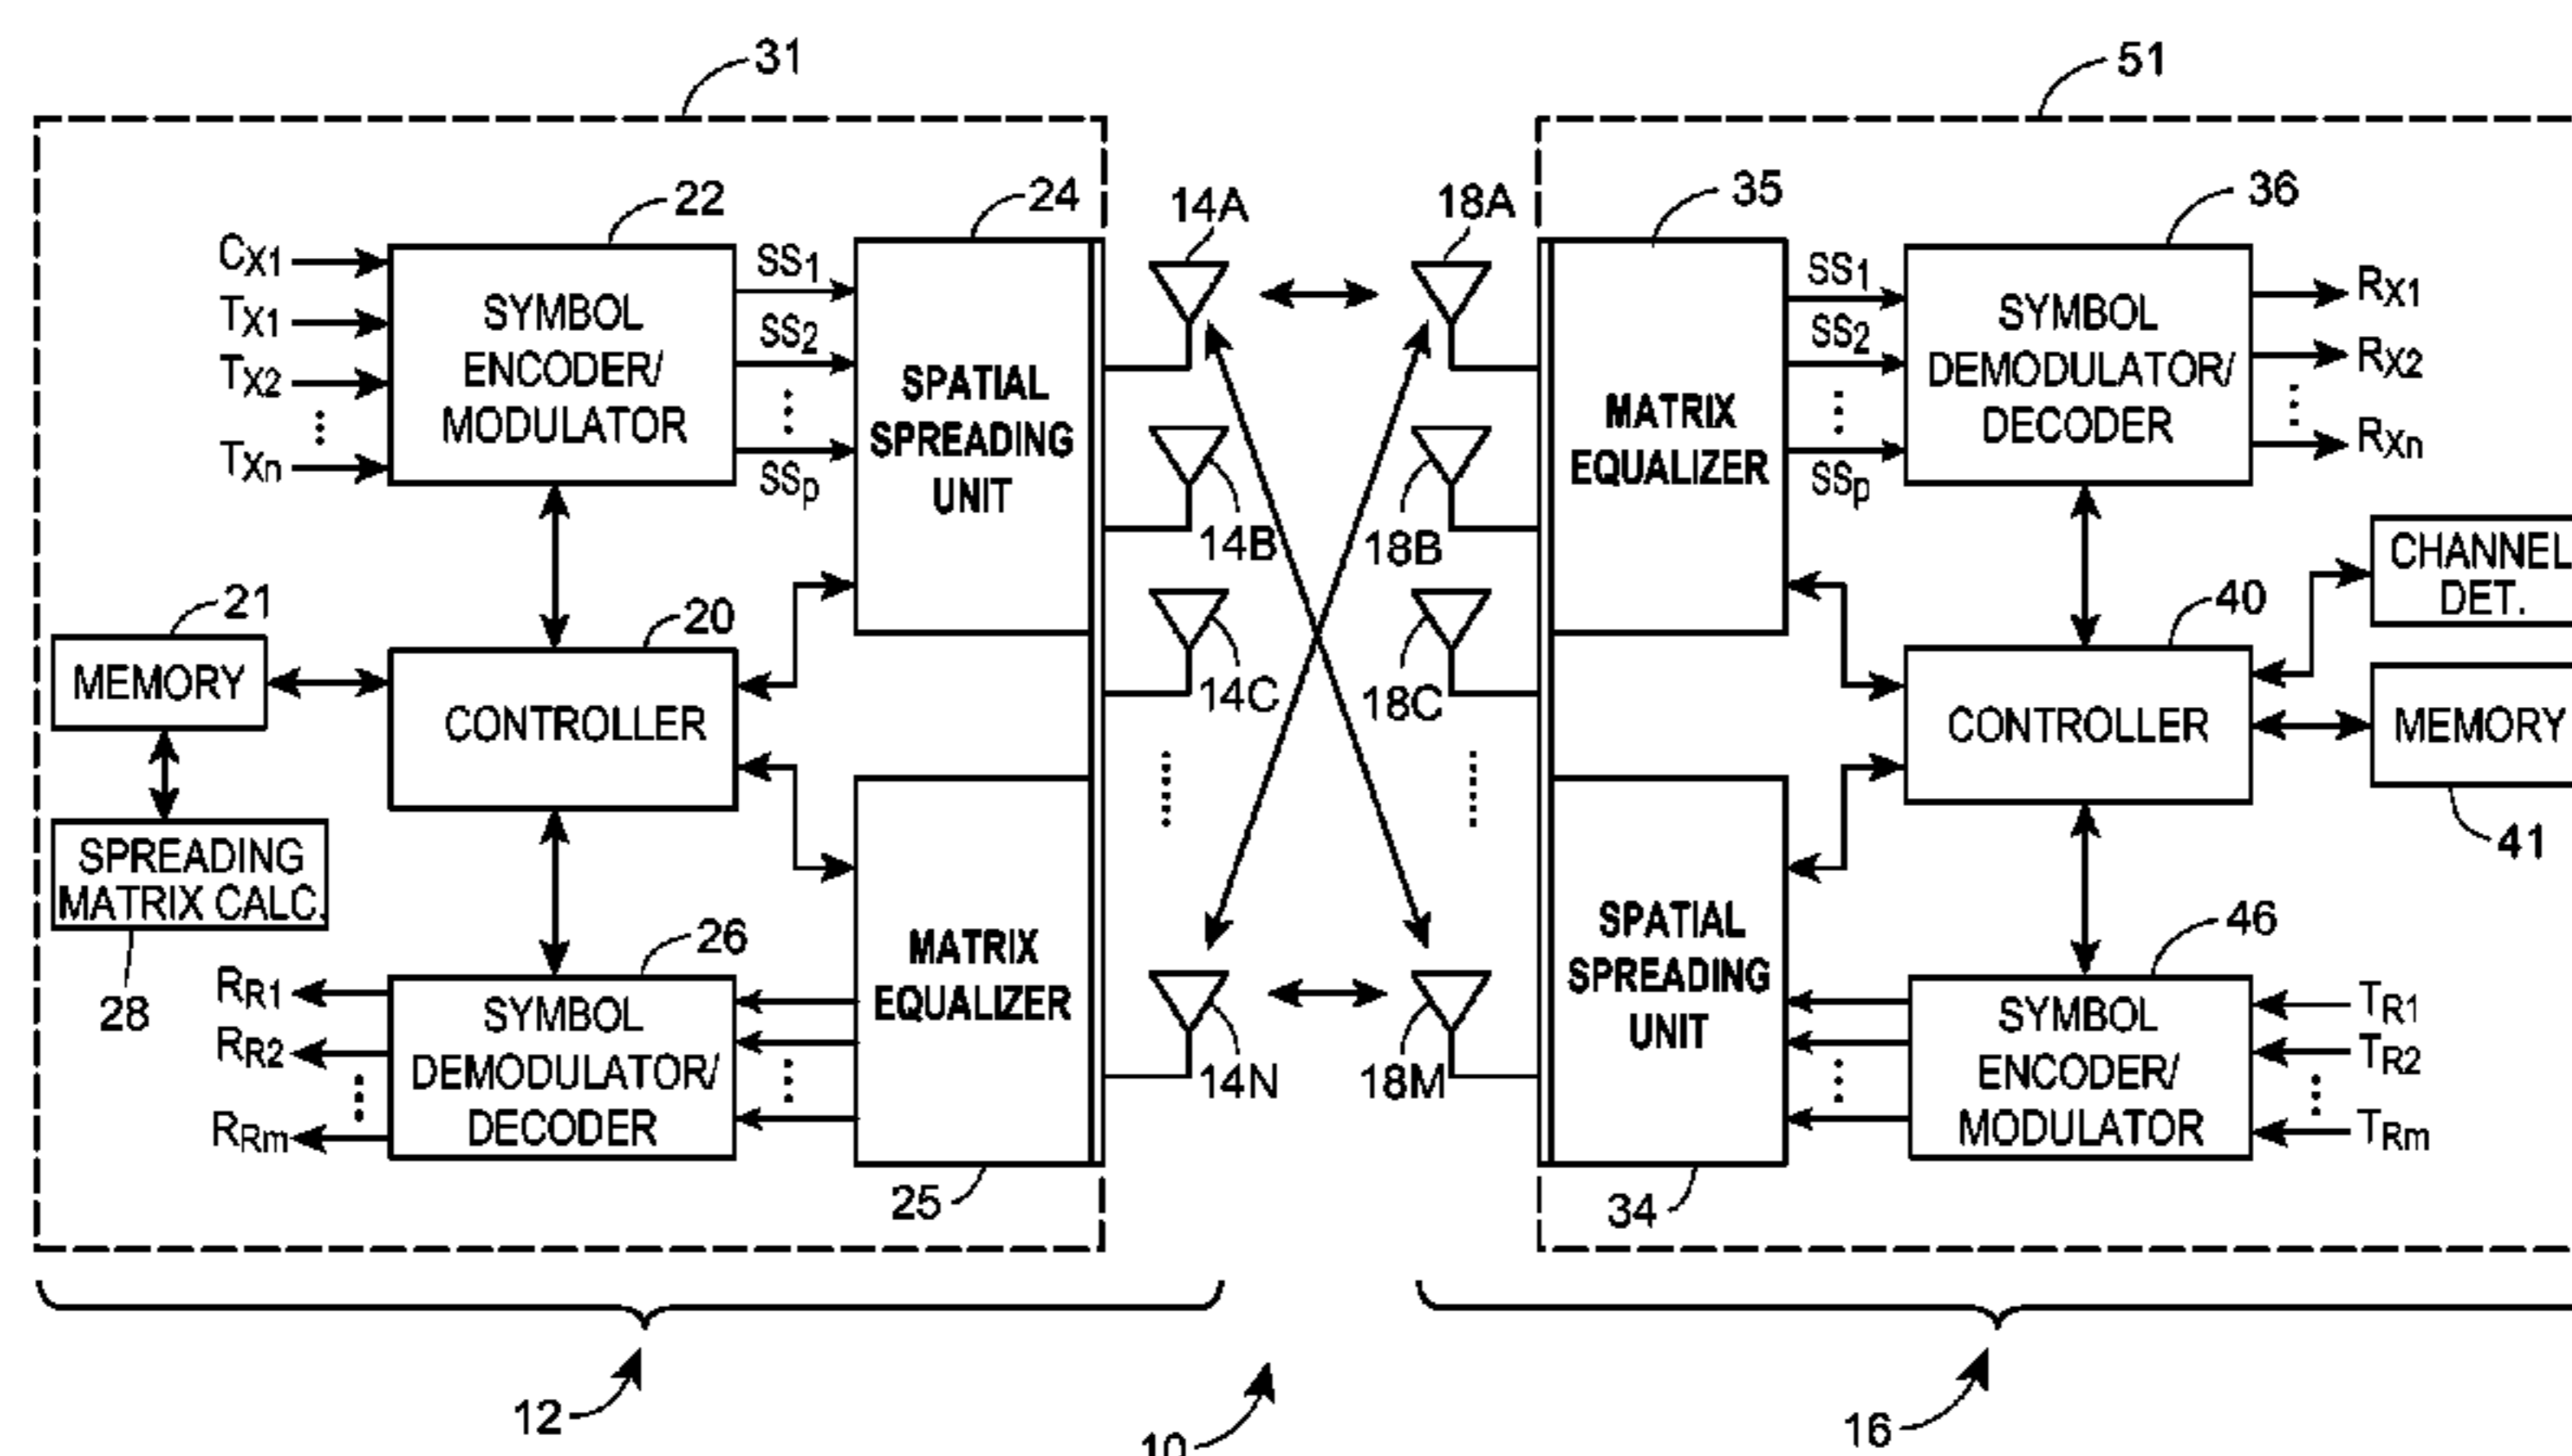 31
51
22
24
14A
18A
35
36
CX1
TX1
TX2
TXn
SYMBOL
ENCODER/
MODULATOR
SS1
SS2
SSp
SPATIAL
SPREADING
UNIT
14B
18B
14C
18C
14N
18M
MATRIX
EQUALIZER
SS1
SS2
SSp
SYMBOL
DEMODULATOR/
DECODER
RX1
RX2
RXn
21
MEMORY
20
CONTROLLER
40
CONTROLLER
CHANNEL
DET.
MEMORY
41
SPREADING
MATRIX CALC.
28
26
RR1
RR2
RRm
SYMBOL
DEMODULATOR/
DECODER
MATRIX
EQUALIZER
25
SPATIAL
SPREADING
UNIT
34
46
SYMBOL
ENCODER/
MODULATOR
TR1
TR2
TRm
12
10
16